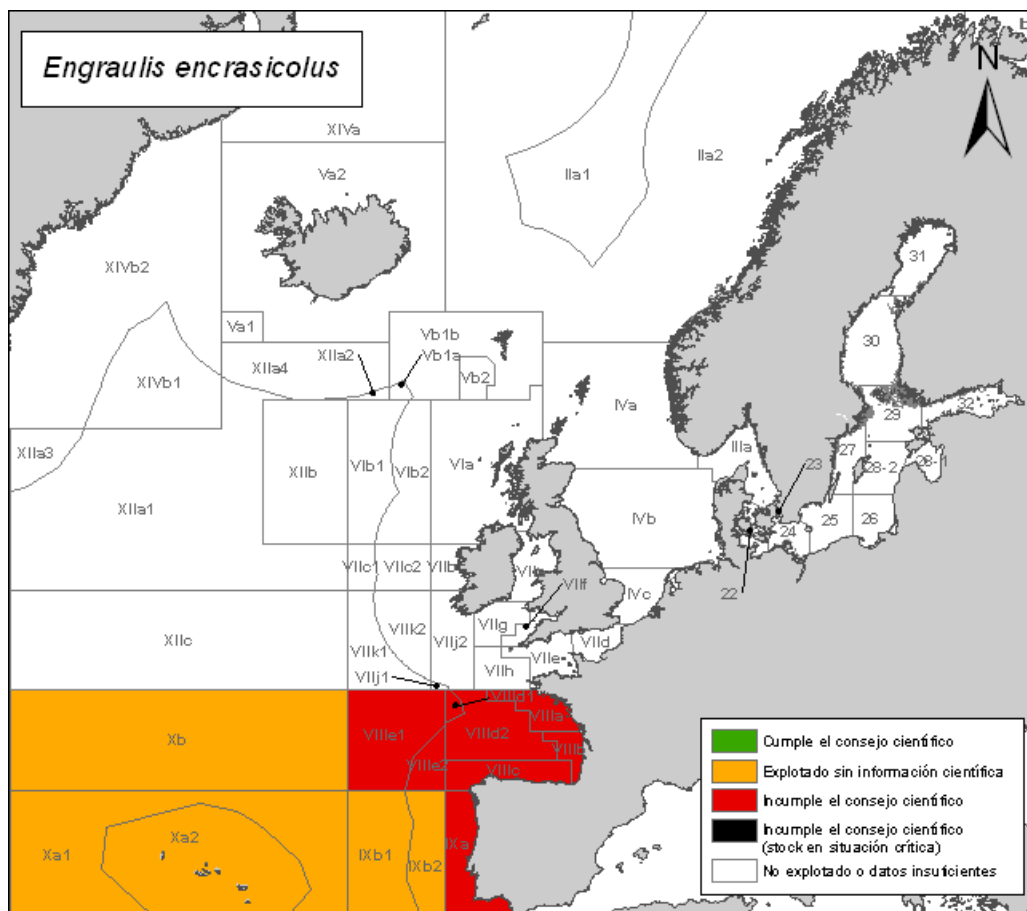 Engraulis encrasicolus
N
XIVa
Va2
IIa1
IIa2
XIVb2
31
Va1
Vb1b
XIIa2
Vb1a
30
XIIa4
Vb2
XIVb1
IVa
32
29
XIIa3
IIIa
23
27
XIIb
VIb1
VIb2
VIa
28-2
28-1
XIIa1
IVb
25
26
24
VIIc1
VIIc2
VIIb
VIIf
22
IVc
XIIc
VIIk2
VIIj2
VIIg
VIId
VIIk1
VIIh
VIIe
VIIj1
VIIId1
VIIIa
Xb
VIIIe1
VIIId2
VIIIb
VIIIe2
VIIIc
Xa1
Xa2
IXb1
IXb2
IXa
Cumple el consejo científico
Explotado sin información científica
Incumple el consejo científico
Incumple el consejo científico
(stock en situación crítica)
No explotado o datos insuficientes